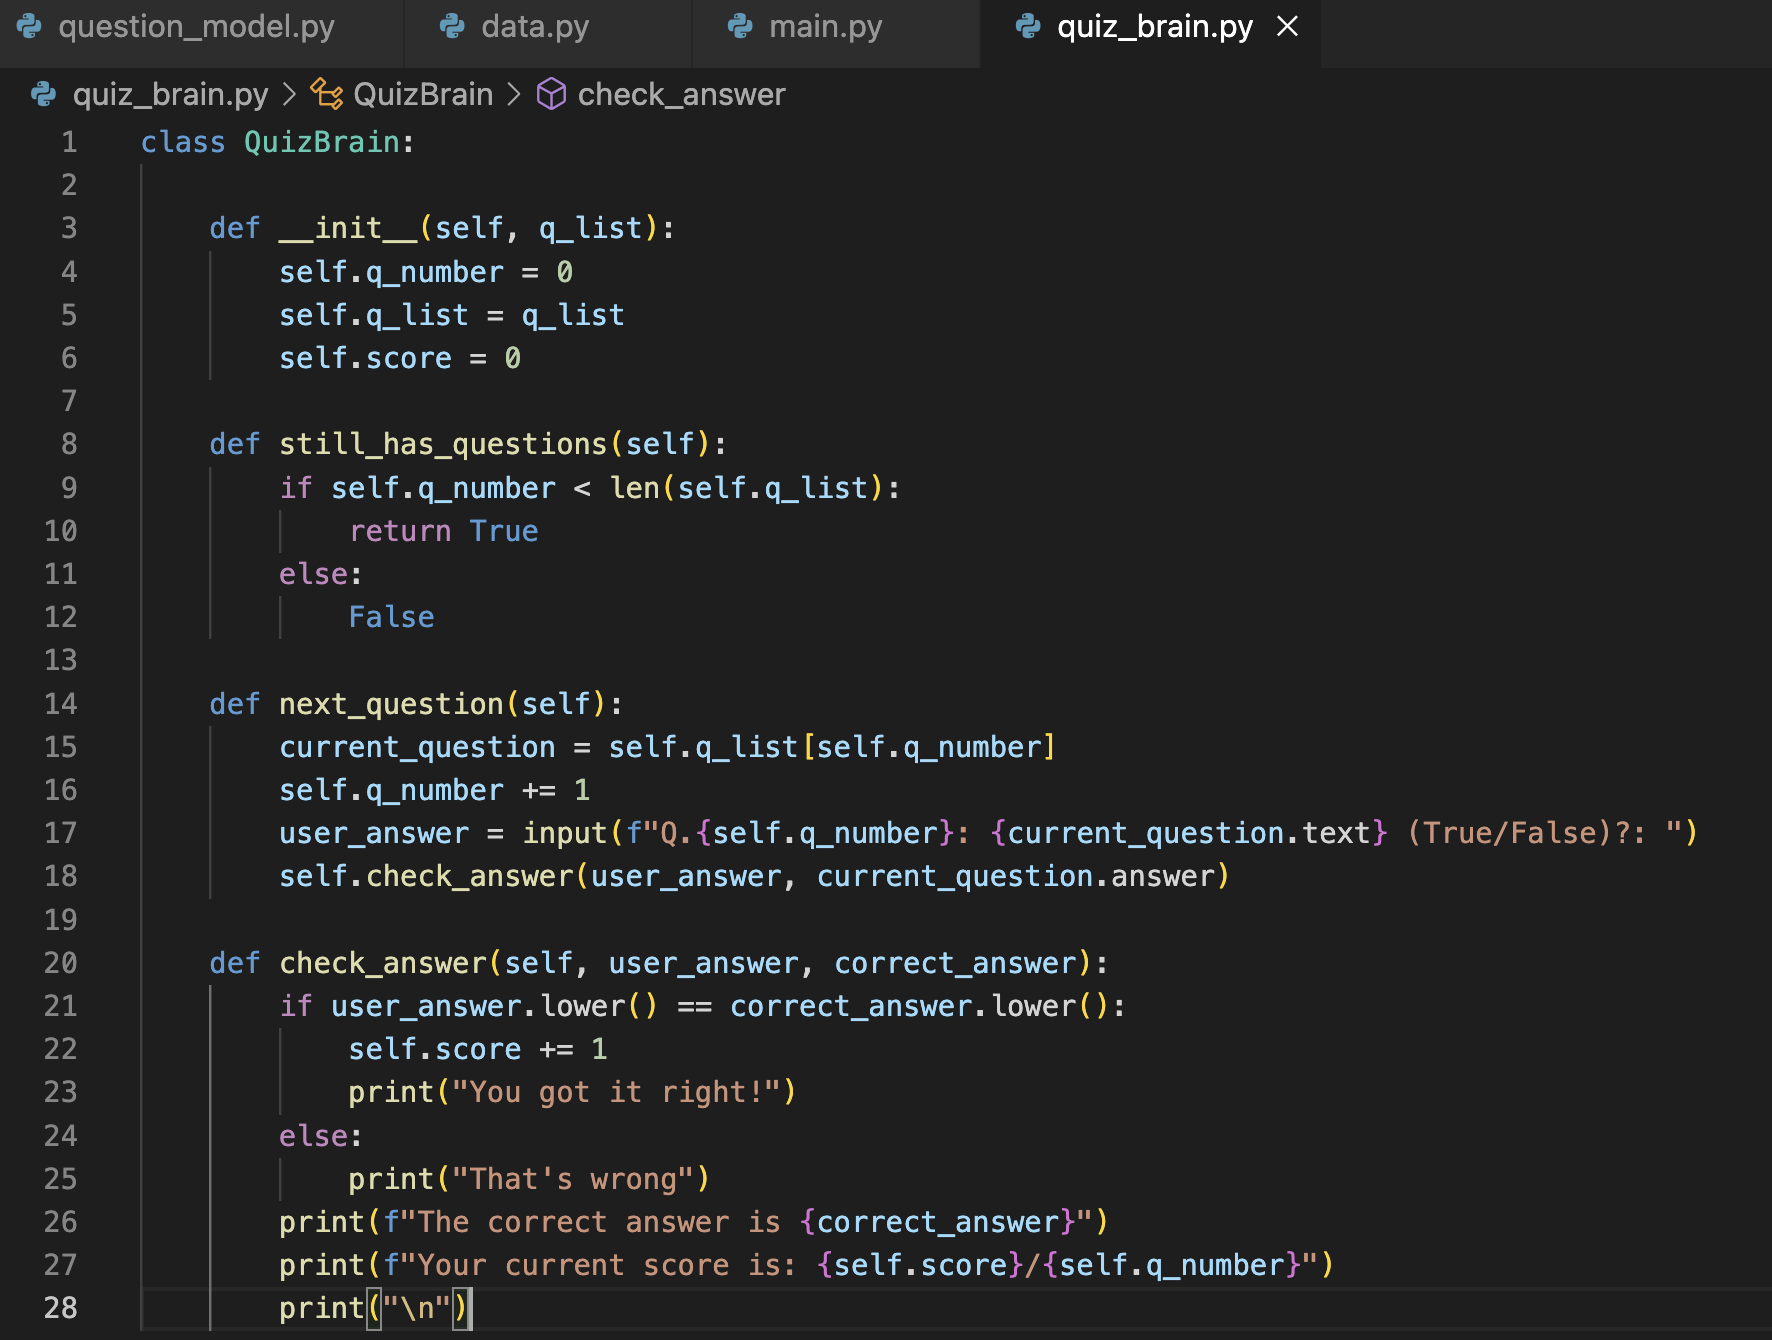 question_model.py data.py main.py quiz_brain.py
quiz_brain.py > QuizBrain > check_answer
1 class QuizBrain:
2
3     def __init__(self, q_list):
4         self.q_number = 0
5         self.q_list = q_list
6         self.score = 0
7
8     def still_has_questions(self):
9         if self.q_number < len(self.q_list):
10             return True
11         else:
12             False
13
14     def next_question(self):
15         current_question = self.q_list[self.q_number]
16         self.q_number += 1
17         user_answer = input(f"Q.{self.q_number}: {current_question.text} (True/False)?: ")
18         self.check_answer(user_answer, current_question.answer)
19
20     def check_answer(self, user_answer, correct_answer):
21         if user_answer.lower() == correct_answer.lower():
22             self.score += 1
23             print("You got it right!")
24         else:
25             print("That's wrong")
26         print(f"The correct answer is {correct_answer}")
27         print(f"Your current score is: {self.score}/{self.q_number}")
28         print("\n")